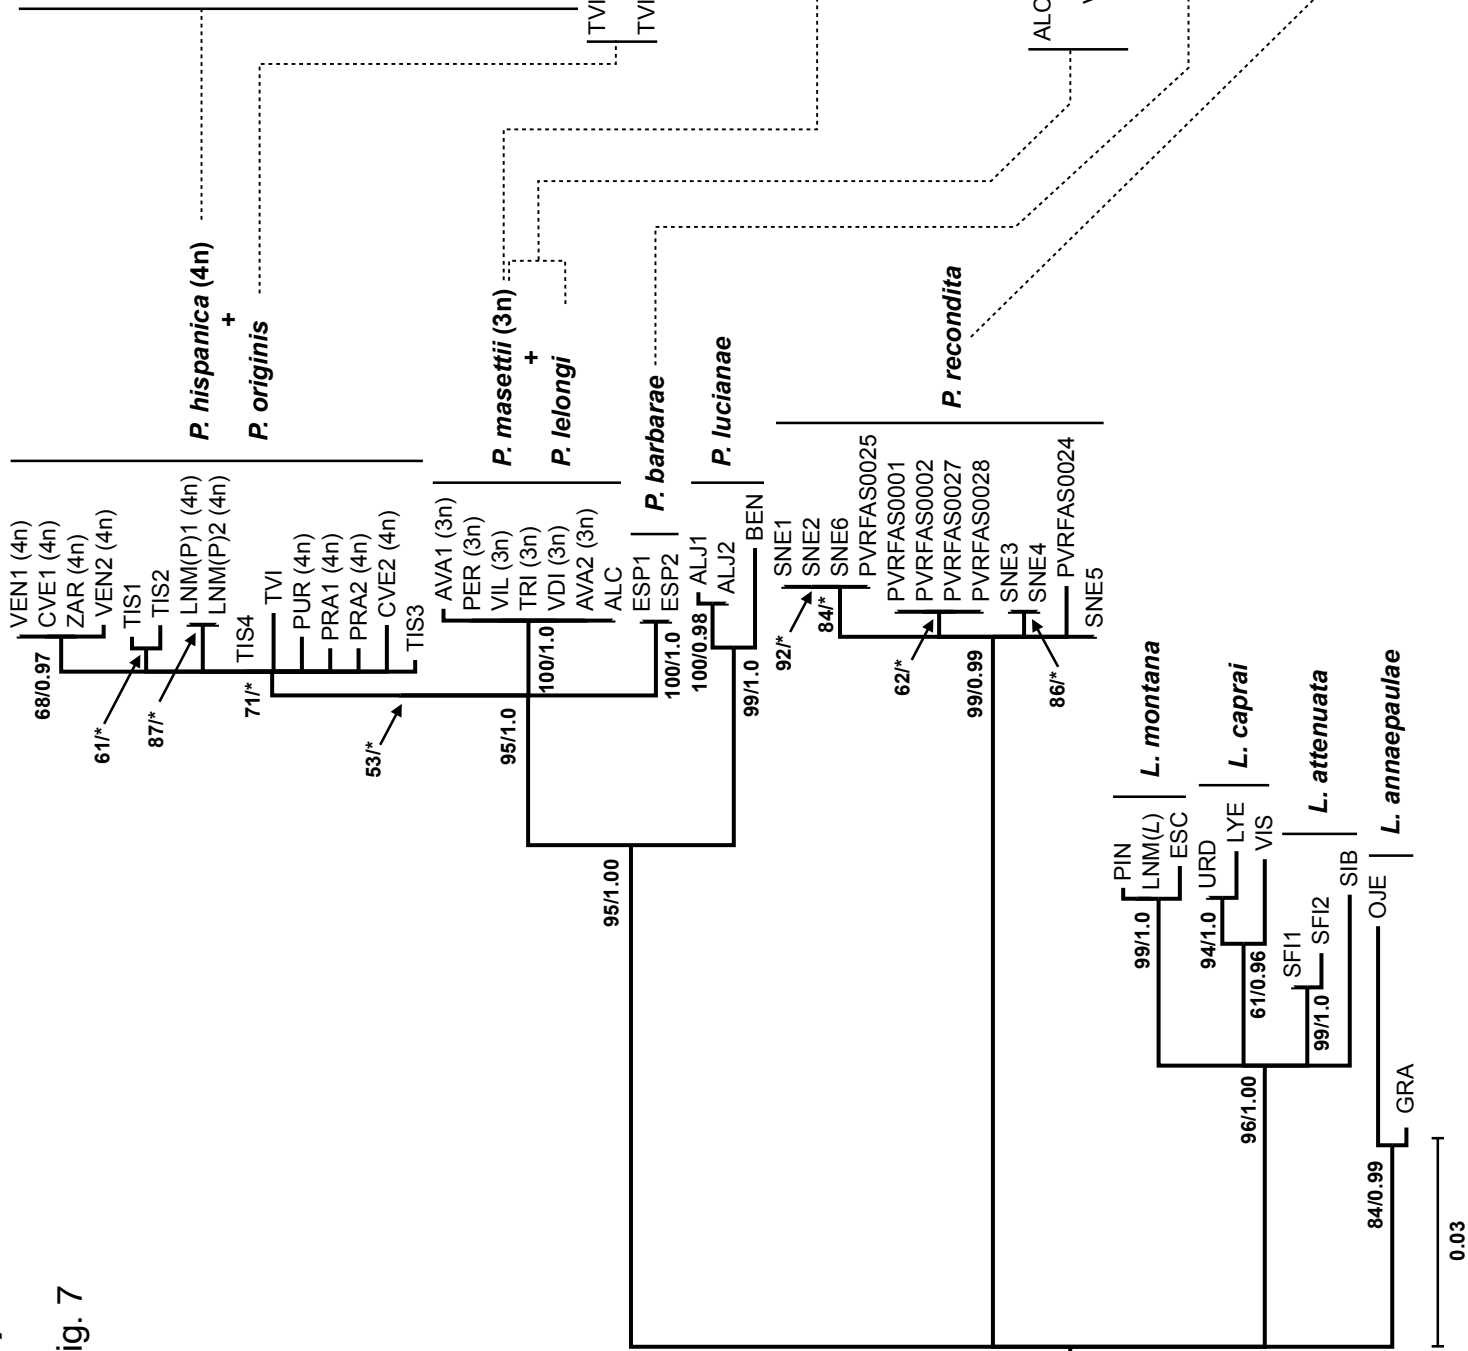 ig. 7
VEN1 (4n)
CVE1 (4n)
ZAR (4n)
VEN2 (4n)
68/0.97
TIS1
TIS2
61/*
LNM(P)1 (4n)
LNM(P)2 (4n)
87/*
TIS4
TVI
71/*
PUR (4n)
PRA1 (4n)
PRA2 (4n)
CVE2 (4n)
TIS3
53/*
P. hispanica (4n)
+
P. originis
TVI
TVI
AVA1 (3n)
PER (3n)
VIL (3n)
TRI (3n)
VDI (3n)
AVA2 (3n)
ALC
100/1.0
95/1.0
P. masettii (3n)
+
P. lelongi
ESP1
ESP2
100/1.0
P. barbarae
ALJ1
ALJ2
100/0.98
BEN
99/1.0
P. lucianae
95/1.00
SNE1
SNE2
SNE6
PVRFAS0025
92/*
84/*
PVRFAS0001
PVRFAS0002
PVRFAS0027
PVRFAS0028
62/*
SNE3
SNE4
86/*
PVRFAS0024
SNE5
99/0.99
P. recondita
ALC
PIN
LNM(L)
ESC
99/1.0
L. montana
URD
LYE
94/1.0
VIS
61/0.96
L. caprai
SFI1
SFI2
99/1.0
SIB
L. attenuata
96/1.00
OJE
GRA
84/0.99
L. annaepaulae
0.03